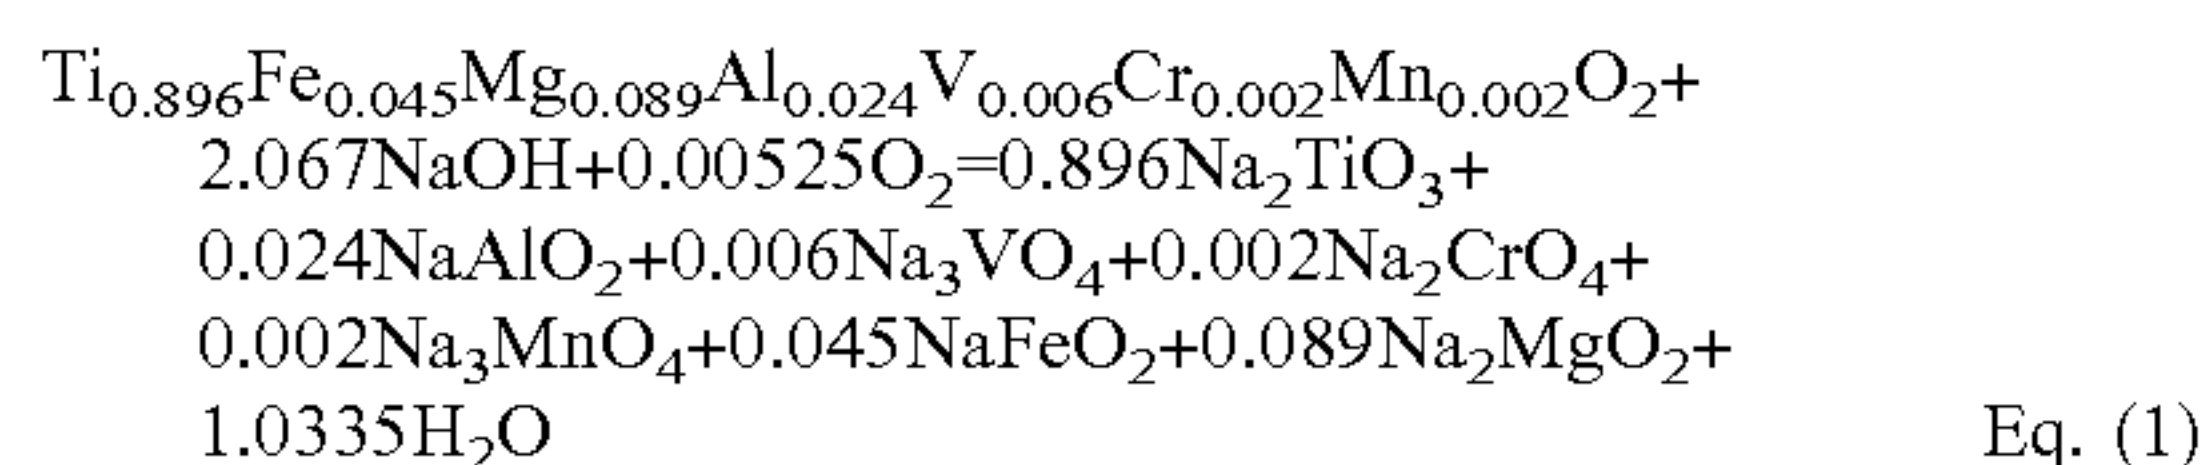 Ti₀.₈₉₆Fe₀.₀₄₅Mg₀.₀₈₉Al₀.₀₂₄V₀.₀₀₆Cr₀.₀₀₂Mn₀.₀₀₂O₂+
2.067NaOH+0.00525O₂=0.896Na₂TiO₃+
0.024NaAlO₂+0.006Na₃VO₄+0.002Na₂CrO₄+
0.002Na₃MnO₄+0.045NaFeO₂+0.089Na₂MgO₂+
1.0335H₂O Eq. (1)